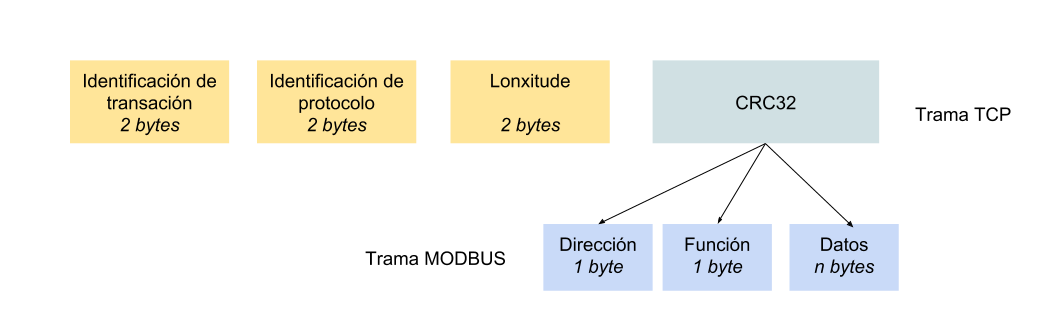 Identificación de
transación
2 bytes
Identificación de
protocolo
2 bytes
Lonxitude
2 bytes
CRC32
Trama TCP
Trama MODBUS
Dirección
1 byte
Función
1 byte
Datos
n bytes